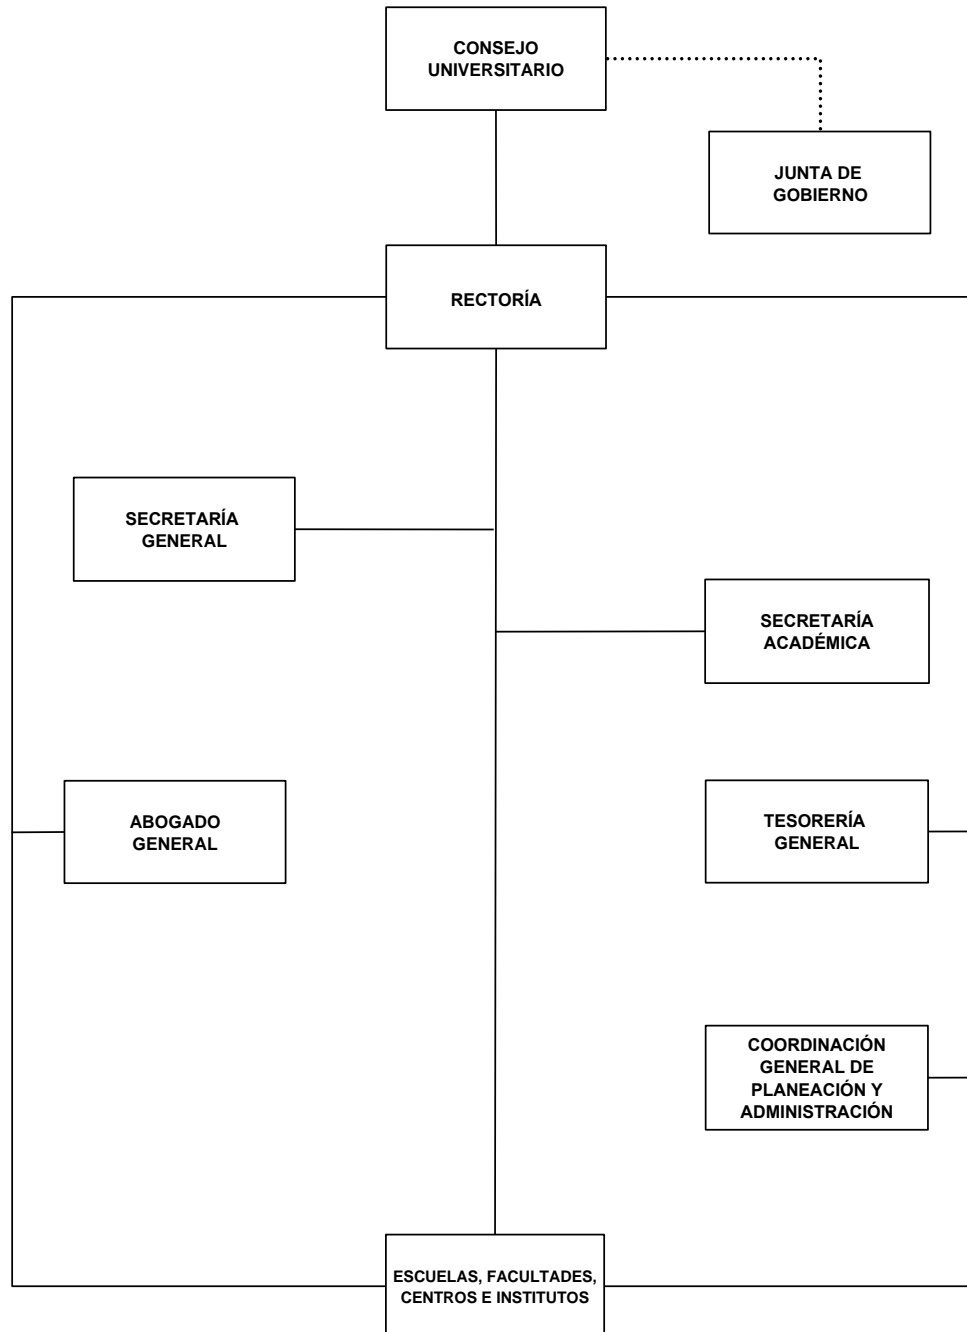 CONSEJO
UNIVERSITARIO
JUNTA DE
GOBIERNO
RECTORÍA
SECRETARÍA
GENERAL
SECRETARÍA
ACADÉMICA
ABOGADO
GENERAL
TESORERÍA
GENERAL
COORDINACIÓN
GENERAL DE
PLANEACIÓN Y
ADMINISTRACIÓN
ESCUELAS, FACULTADES,
CENTROS E INSTITUTOS